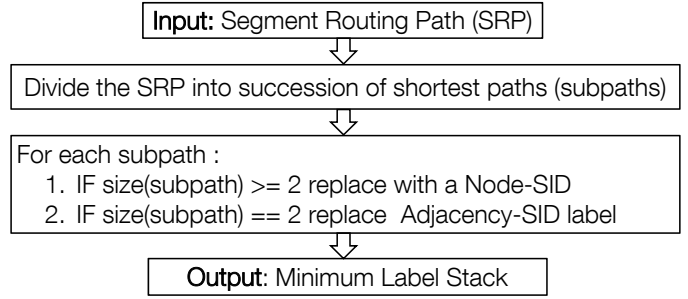 Input: Segment Routing Path (SRP)
Divide the SRP into succession of shortest paths (subpaths)
For each subpath :
1. IF size(subpath) >= 2 replace with a Node-SID
2. IF size(subpath) == 2 replace Adjacency-SID label
Output: Minimum Label Stack